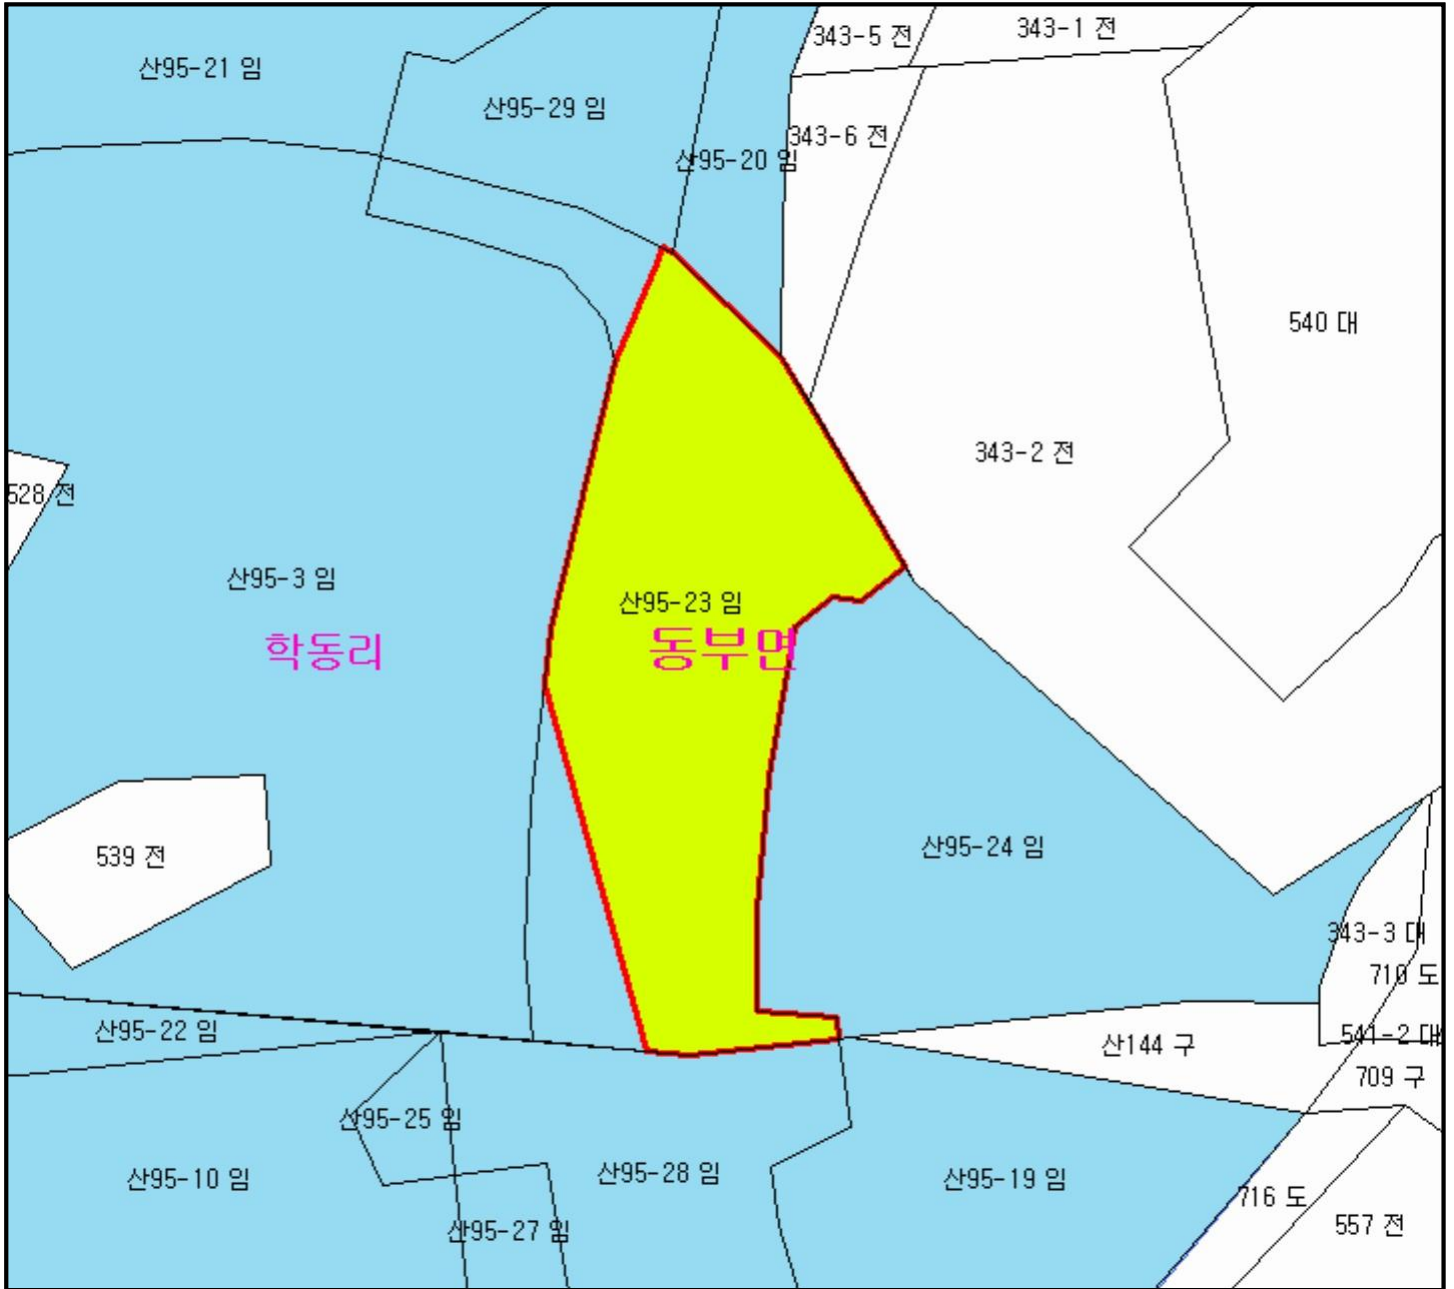 343-5 전
343-1 전
산95-21 임
산95-29 임
343-6 전
산95-20 임
540 대
343-2 전
528 전
산95-3 임
산95-23 임
학동리
동부면
539 전
산95-24 임
343-3 대
710 도
산95-22 임
541-2 대
산144 구
709 구
산95-25 임
산95-10 임
산95-28 임
산95-19 임
716 도
산95-27 임
557 전